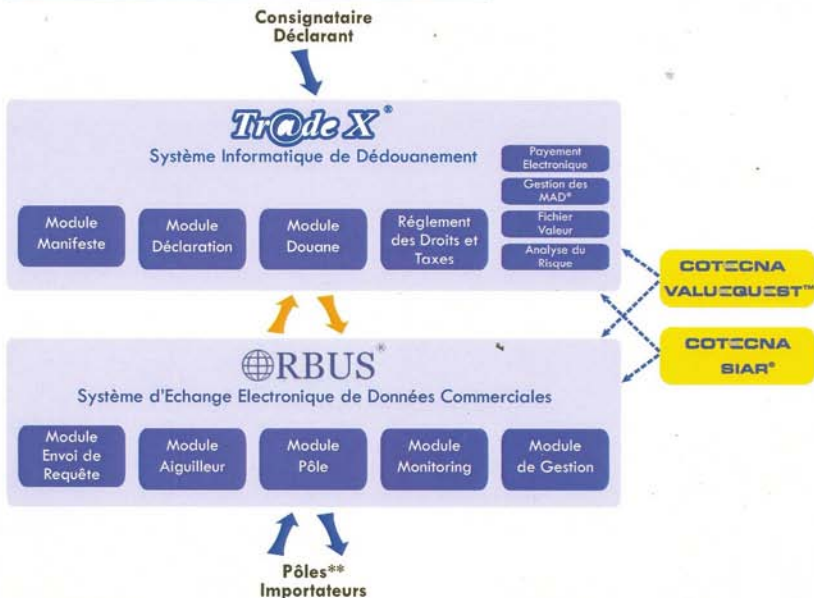 Consignataire
Déclarant
Tr@de X®
Système Informatique de Dédouanement
Module
Manifeste
Module
Déclaration
Module
Douane
Réglement
des Droits et
Taxes
Payement
Electronique
Gestion des
MAD*
Fichier
Valeur
Analyse du
Risque
COTECNA
VALUEQUEST™
COTECNA
SIAR®
ORBUS®
Système d'Echange Electronique de Données Commerciales
Module
Envoi de
Requête
Module
Aiguilleur
Module
Pôle
Module
Monitoring
Module
de Gestion
Pôles**
Importateurs